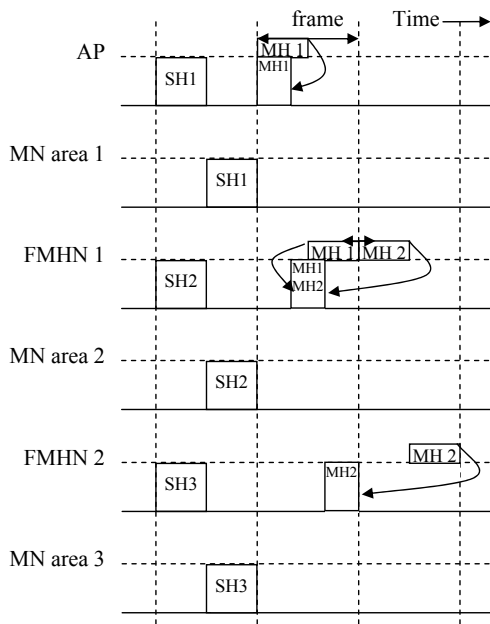 frame Time
AP
MH 1
SH1 MH1
MN area 1
SH1
FMHN 1
MH 1 MH 2
SH2 MH1
MH2
MN area 2
SH2
FMHN 2
MH 2
SH3 MH2
MN area 3
SH3